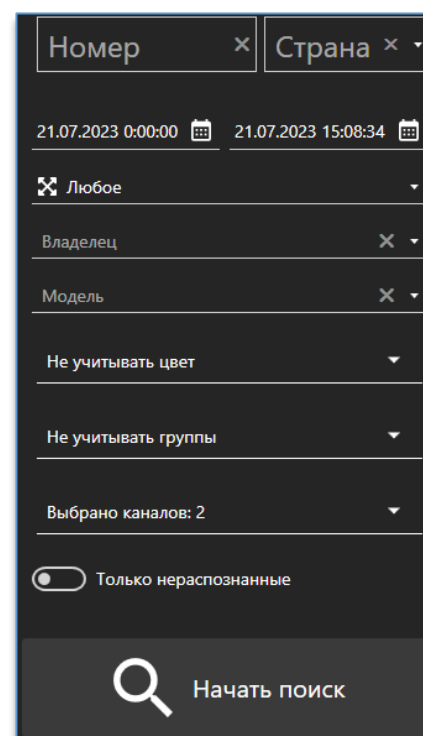 Номер Страна
21.07.2023 0:00:00 21.07.2023 15:08:34
Любое
Владелец
Модель
Не учитывать цвет
Не учитывать группы
Выбрано каналов: 2
Только нераспознанные
Начать поиск